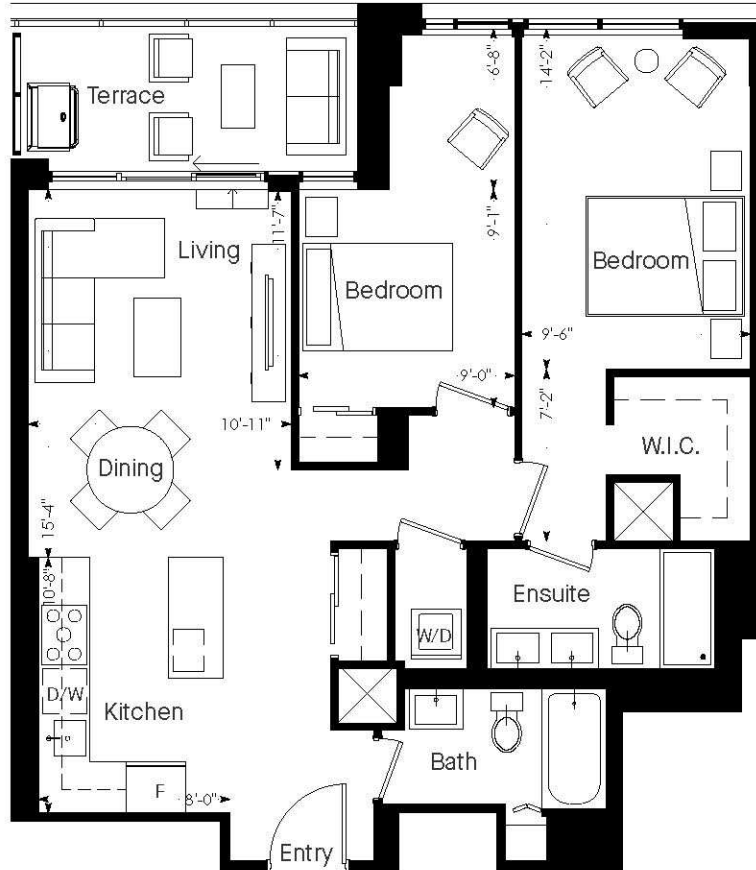 Terrace
6'-8"
14'-2"
Living
11'-7"
9'-1"
Bedroom
Bedroom
9'-6"
9'-0"
7'-2"
10'-11"
W.I.C.
Dining
15'-4"
10'-8"
Ensuite
W/D
D/W
Kitchen
Bath
F
8'-0"
Entry